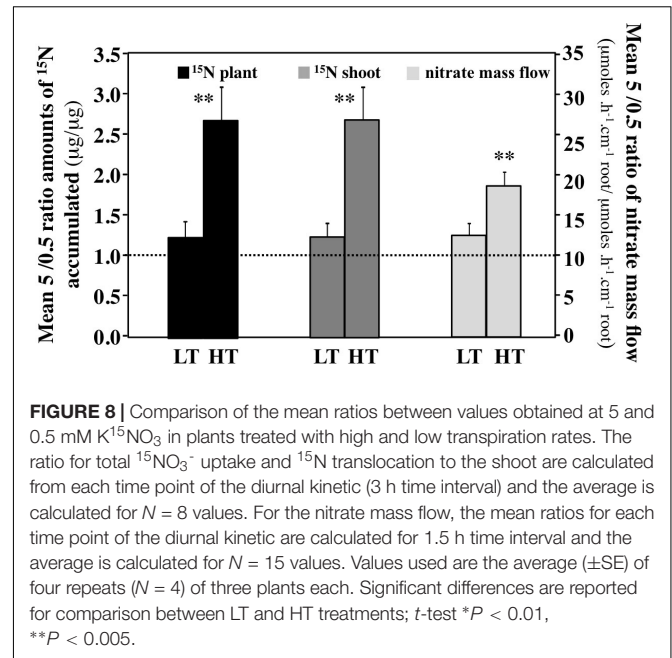 ¹⁵N plant ¹⁵N shoot nitrate mass flow
Mean 5 /0.5 ratio amounts of ¹⁵N
accumulated (µg/µg)
3.5
3.0
2.5
2.0
1.5
1.0
0.5
0.0
** ** **
LT HT LT HT LT HT
35
30
25
20
15
10
5
0
Mean 5 /0.5 ratio of nitrate mass flow
(µmoles .h⁻¹.cm⁻¹ root/ µmoles .h⁻¹.cm⁻¹ root)
FIGURE 8 | Comparison of the mean ratios between values obtained at 5 and
0.5 mM K¹⁵NO₃ in plants treated with high and low transpiration rates. The
ratio for total ¹⁵NO₃⁻ uptake and ¹⁵N translocation to the shoot are calculated
from each time point of the diurnal kinetic (3 h time interval) and the average is
calculated for N = 8 values. For the nitrate mass flow, the mean ratios for each
time point of the diurnal kinetic are calculated for 1.5 h time interval and the
average is calculated for N = 15 values. Values used are the average (±SE) of
four repeats (N = 4) of three plants each. Significant differences are reported
for comparison between LT and HT treatments; t-test *P < 0.01,
**P < 0.005.